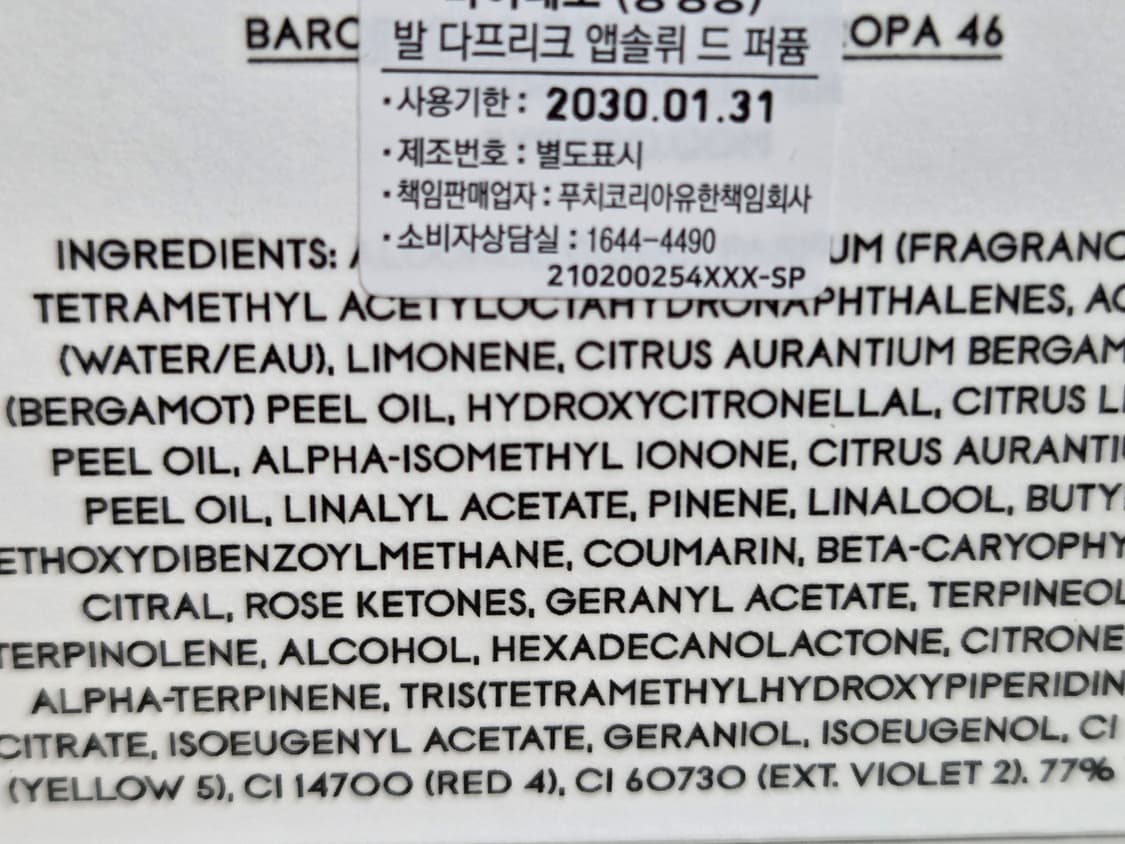 BARC OPA 46
발 다프리크 앱솔뤼 드 퍼퓸
·사용기한: 2030.01.31
·제조번호: 별도표시
·책임판매업자: 푸치코리아유한책임회사
·소비자상담실: 1644-4490
210200254XXX-SP
INGREDIENTS: UM (FRAGRANC
TETRAMETHYL ACETYLOCTAHYDRONAPHTHALENES, AC
(WATER/EAU), LIMONENE, CITRUS AURANTIUM BERGAM
(BERGAMOT) PEEL OIL, HYDROXYCITRONELLAL, CITRUS LI
PEEL OIL, ALPHA-ISOMETHYL IONONE, CITRUS AURANTIU
PEEL OIL, LINALYL ACETATE, PINENE, LINALOOL, BUTY
ETHOXYDIBENZOYLMETHANE, COUMARIN, BETA-CARYOPHY
CITRAL, ROSE KETONES, GERANYL ACETATE, TERPINEOL
TERPINOLENE, ALCOHOL, HEXADECANOLACTONE, CITRONE
ALPHA-TERPINENE, TRIS(TETRAMETHYLHYDROXYPIPERIDIN
CITRATE, ISOEUGENYL ACETATE, GERANIOL, ISOEUGENOL, CI
(YELLOW 5), CI 14700 (RED 4), CI 60730 (EXT. VIOLET 2). 77%